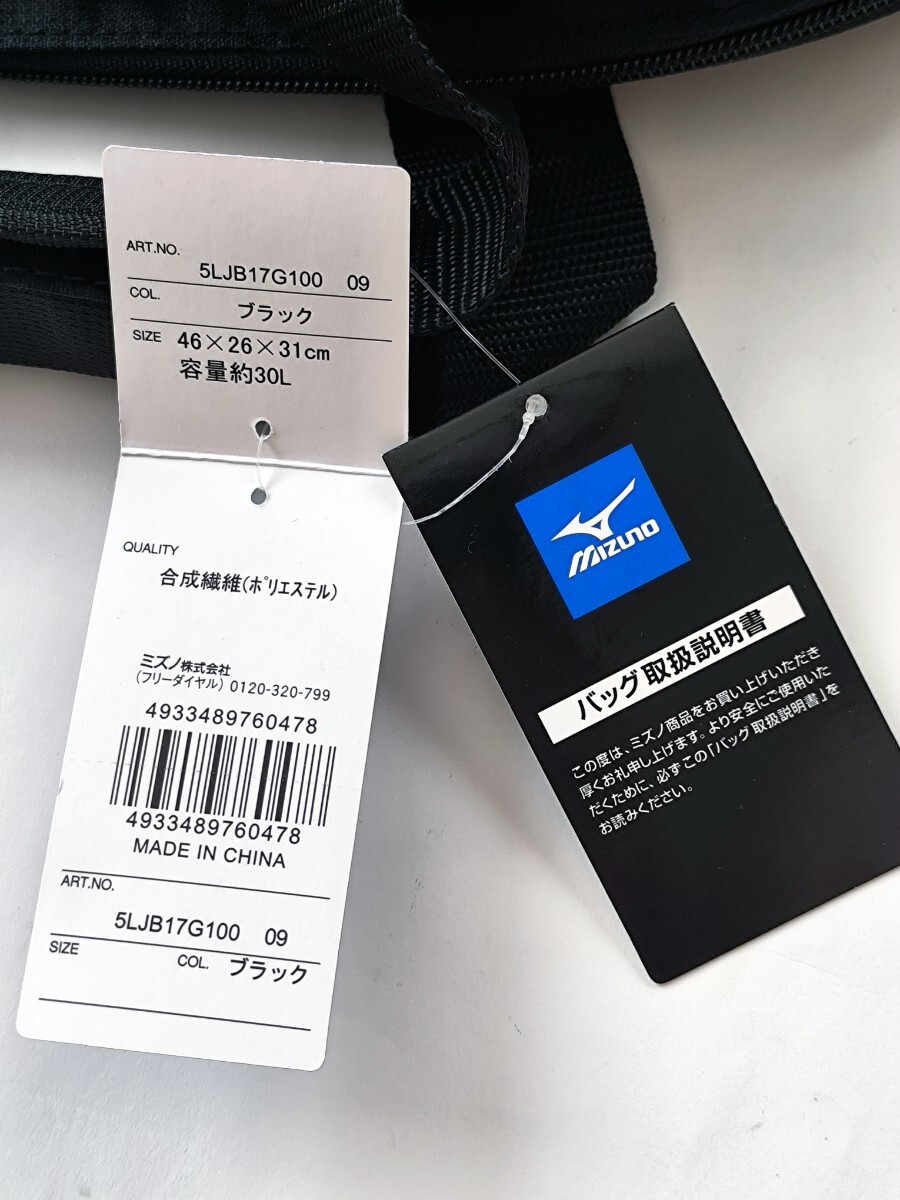 ART.NO.
5LJB17G100 09
COL.
ブラック
SIZE 46×26×31cm
容量約30L
QUALITY
合成繊維(ポリエステル)
ミズノ株式会社
(フリーダイヤル) 0120-320-799
4933489760478
4933489760478
MADE IN CHINA
ART.NO.
5LJB17G100 09
SIZE
COL. ブラック
MIZUNO
バッグ取扱説明書
この度は、ミズノ商品をお買い上げいただき
厚くお礼申し上げます。より安全にご使用いた
だくために、必ずこの「バッグ取扱説明書」を
お読みください。